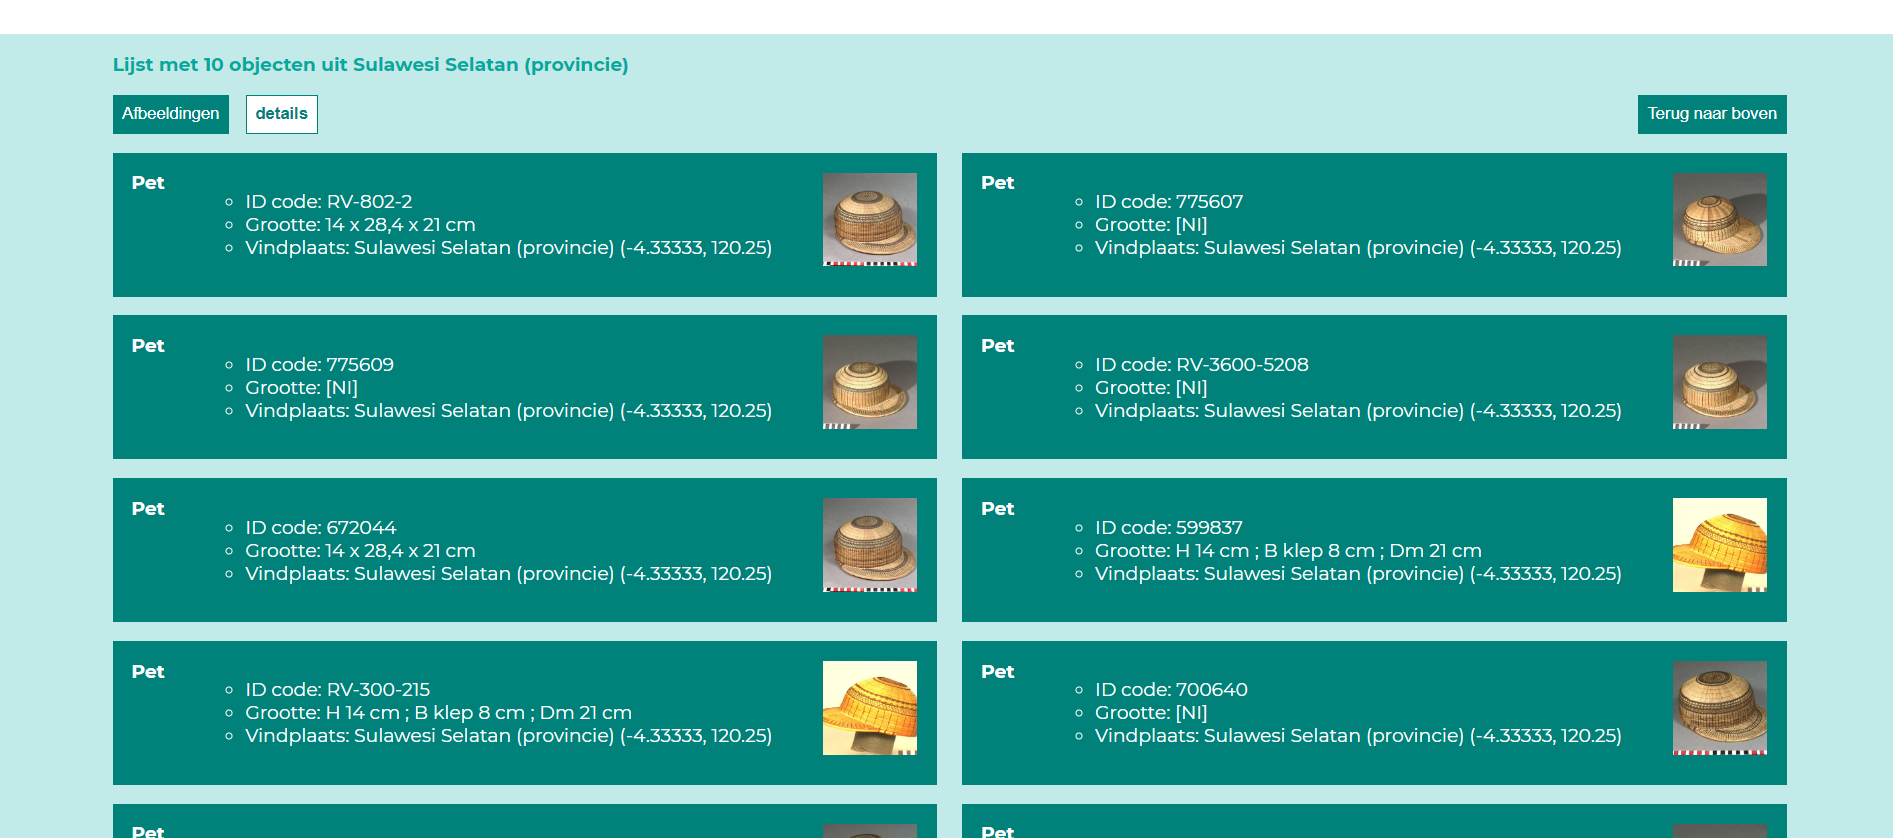 Lijst met 10 objecten uit Sulawesi Selatan (provincie)
Afbeeldingen
details
Terug naar boven
Pet
ID code: RV-802-2
Grootte: 14 x 28,4 x 21 cm
Vindplaats: Sulawesi Selatan (provincie) (-4.33333, 120.25)
Pet
ID code: 775607
Grootte: [NI]
Vindplaats: Sulawesi Selatan (provincie) (-4.33333, 120.25)
Pet
ID code: 775609
Grootte: [NI]
Vindplaats: Sulawesi Selatan (provincie) (-4.33333, 120.25)
Pet
ID code: RV-3600-5208
Grootte: [NI]
Vindplaats: Sulawesi Selatan (provincie) (-4.33333, 120.25)
Pet
ID code: 672044
Grootte: 14 x 28,4 x 21 cm
Vindplaats: Sulawesi Selatan (provincie) (-4.33333, 120.25)
Pet
ID code: 599837
Grootte: H 14 cm ; B klep 8 cm ; Dm 21 cm
Vindplaats: Sulawesi Selatan (provincie) (-4.33333, 120.25)
Pet
ID code: RV-300-215
Grootte: H 14 cm ; B klep 8 cm ; Dm 21 cm
Vindplaats: Sulawesi Selatan (provincie) (-4.33333, 120.25)
Pet
ID code: 700640
Grootte: [NI]
Vindplaats: Sulawesi Selatan (provincie) (-4.33333, 120.25)
Pet
Pet